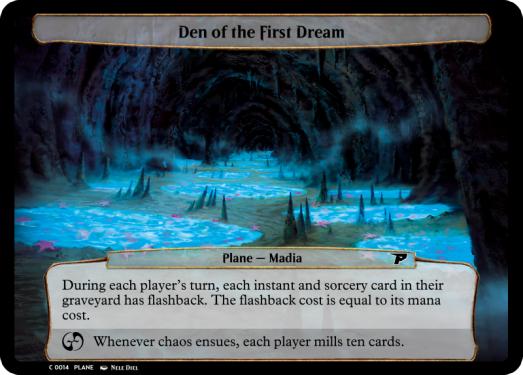 Den of the First Dream
Plane — Madia
During each player's turn, each instant and sorcery card in their
graveyard has flashback. The flashback cost is equal to its mana
cost.
Whenever chaos ensues, each player mills ten cards.
C 0014 PLANE Nele Diel